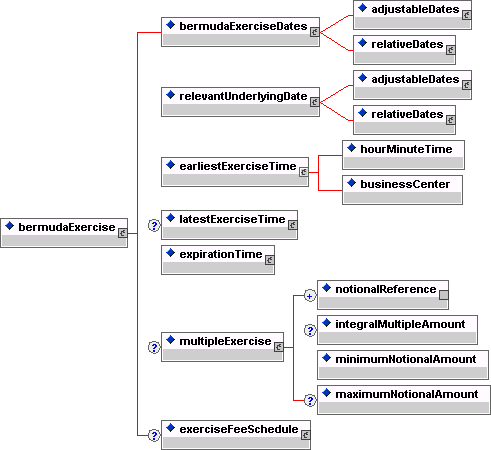 adjustableDates
bermudaExerciseDates
relativeDates
adjustableDates
relevantUnderlyingDate
relativeDates
hourMinuteTime
earliestExerciseTime
businessCenter
bermudaExercise
? latestExerciseTime
expirationTime
+ notionalReference
? integralMultipleAmount
? multipleExercise
minimumNotionalAmount
? maximumNotionalAmount
? exerciseFeeSchedule